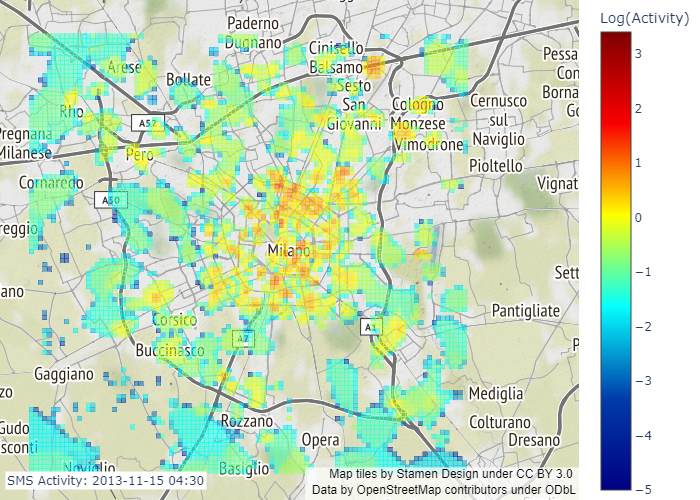 Log(Activity)
3
2
1
0
−1
−2
−3
−4
−5
Paderno
Dugnano
Cinisello
Balsamo
Sesto
San
Giovanni
Arese
Bollate
Rho
A52
Pero
Pregnana
Milanese
Cologno
Monzese
Vimodrone
Cernusco
sul
Naviglio
Pioltello
Pessa
Con
Borna
Go
Vignat
Cornaredo
A50
reggio
Milano
ano
Corsico
Buccinasco
A7
A1
Gaggiano
Sett
Pantigliate
P
zo
Gudo
sconti
Rozzano
Opera
Mediglia
Colturano
Dresano
Noviglio
Basiglio
SMS Activity: 2013-11-15 04:30
Map tiles by Stamen Design under CC BY 3.0
Data by OpenStreetMap contributors under ODbL